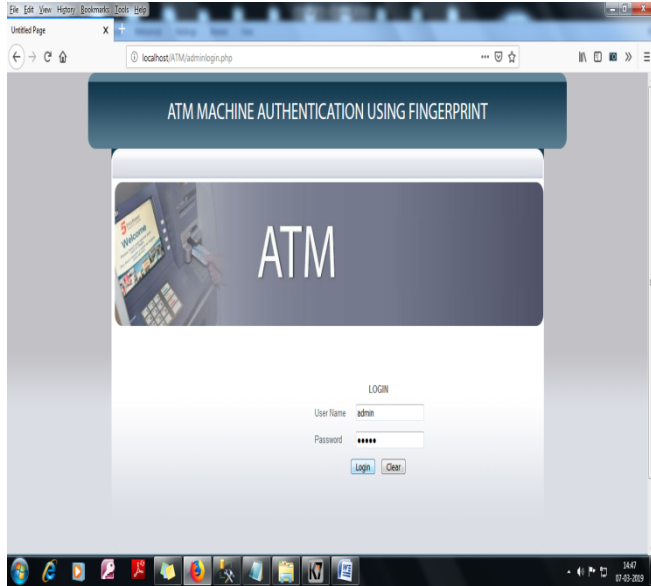 File Edit View History Bookmarks Tools Help
Untitled Page
localhost/ATM/adminlogin.php
ATM MACHINE AUTHENTICATION USING FINGERPRINT
Welcome
ATM
LOGIN
User Name admin
Password •••••
Login Clear
14:47
07-03-2019